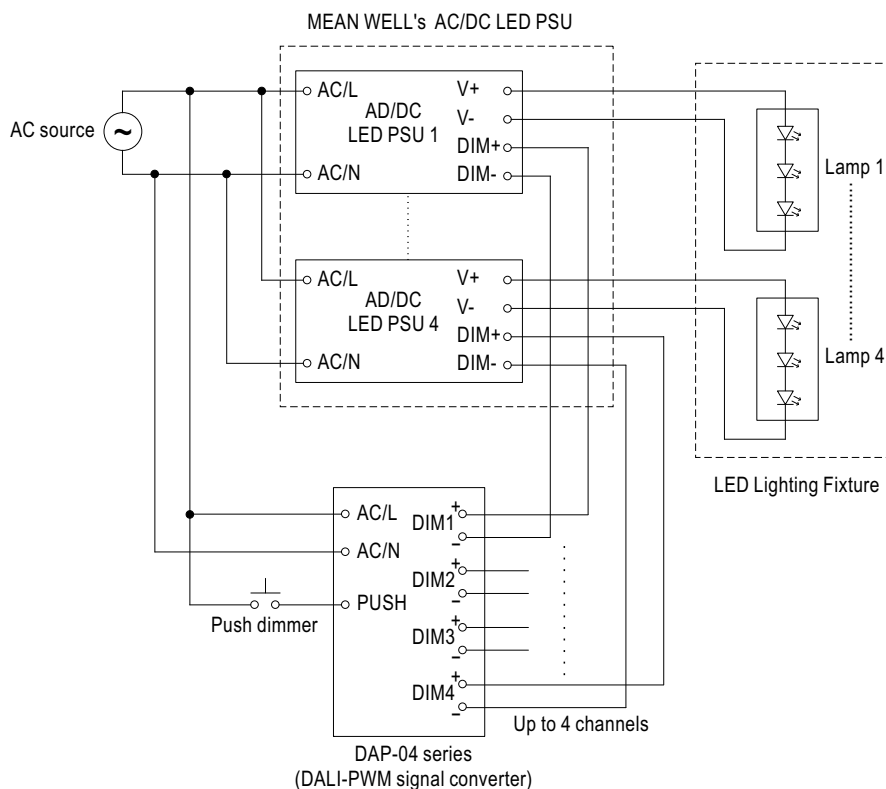 MEAN WELL's AC/DC LED PSU
AC source
~
AC/L
AD/DC
LED PSU 1
AC/N
V+
V-
DIM+
DIM-
Lamp 1
AC/L
AD/DC
LED PSU 4
AC/N
V+
V-
DIM+
DIM-
Lamp 4
LED Lighting Fixture
AC/L
AC/N
PUSH
Push dimmer
+
DIM1
-
+
DIM2
-
+
DIM3
-
+
DIM4
-
Up to 4 channels
DAP-04 series
(DALI-PWM signal converter)